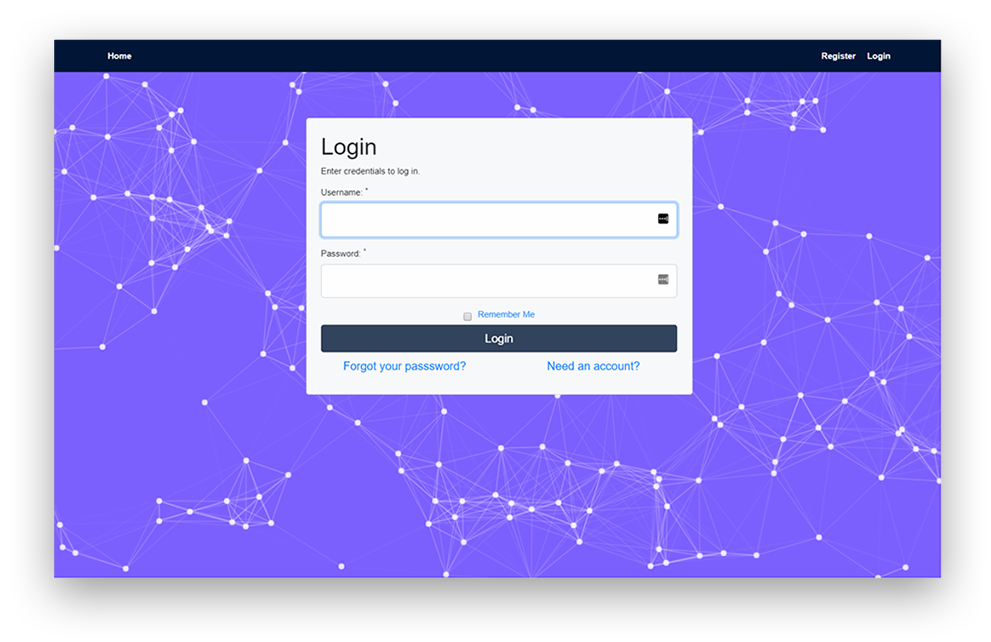 Home Register Login
Login
Enter credentials to log in.
Username: *
Password: *
Remember Me
Login
Forgot your passsword? Need an account?